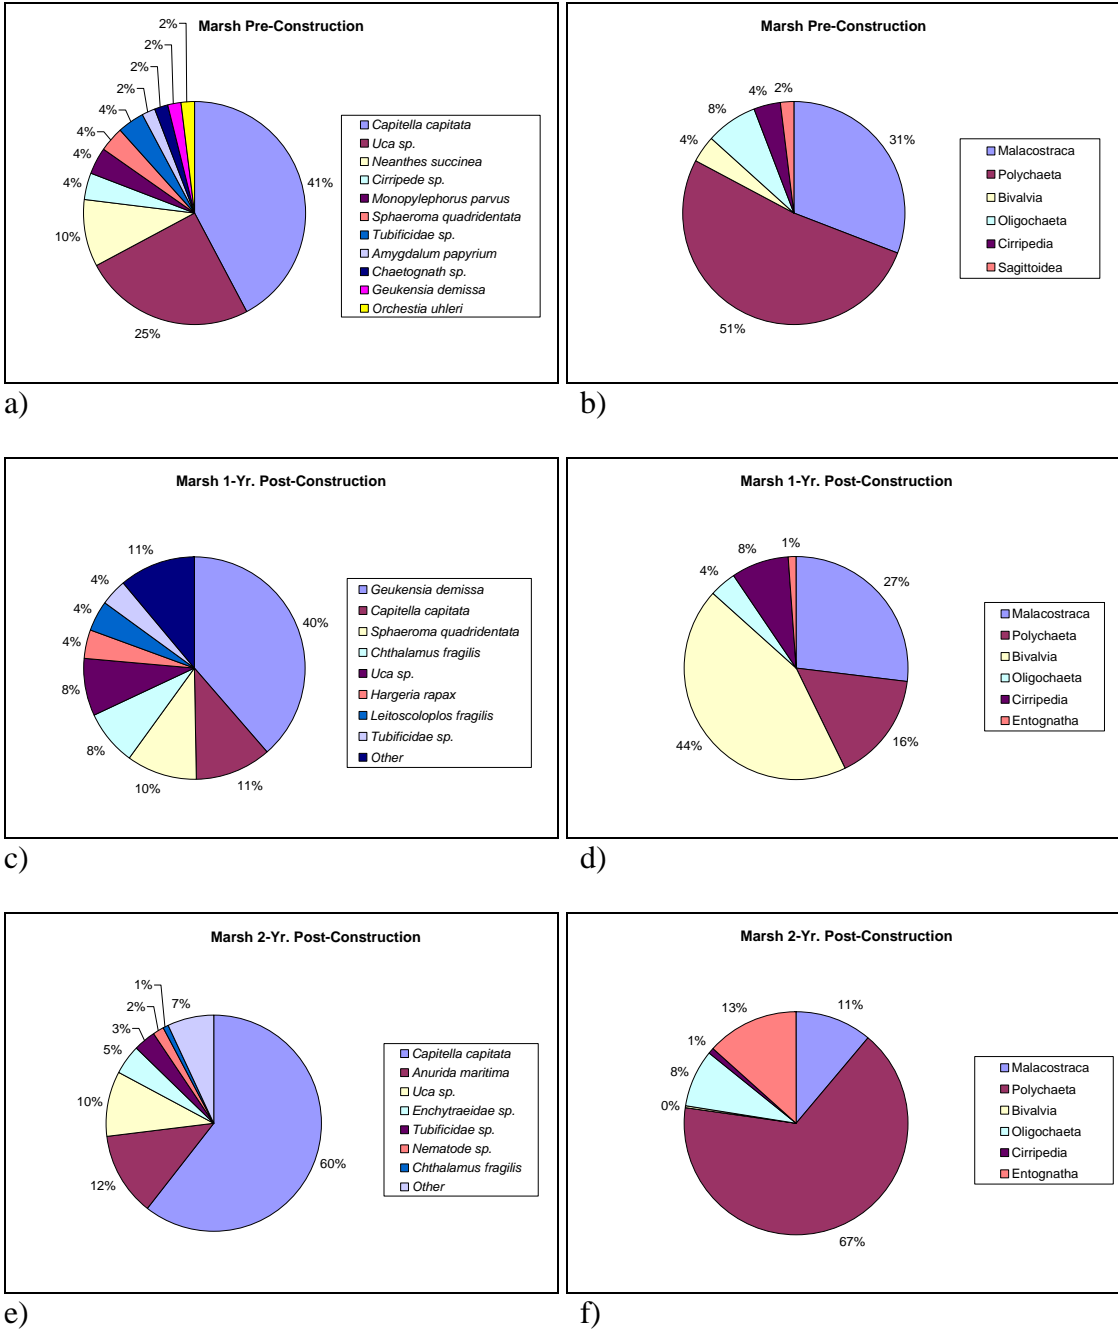 Marsh Pre-Construction
2%
2%
2%
2%
4%
4%
4%
4%
10%
25%
41%
Capitella capitata
Uca sp.
Neanthes succinea
Cirripede sp.
Monopylephorus parvus
Sphaeroma quadridentata
Tubificidae sp.
Amygdalum papyrium
Chaetognath sp.
Geukensia demissa
Orchestia uhleri
a)
Marsh Pre-Construction
2%
4%
8%
4%
31%
51%
Malacostraca
Polychaeta
Bivalvia
Oligochaeta
Cirripedia
Sagittoidea
b)
Marsh 1-Yr. Post-Construction
11%
4%
4%
4%
8%
8%
10%
11%
40%
Geukensia demissa
Capitella capitata
Sphaeroma quadridentata
Chthalamus fragilis
Uca sp.
Hargeria rapax
Leitoscoloplos fragilis
Tubificidae sp.
Other
c)
Marsh 1-Yr. Post-Construction
1%
8%
4%
27%
44%
16%
Malacostraca
Polychaeta
Bivalvia
Oligochaeta
Cirripedia
Entognatha
d)
Marsh 2-Yr. Post-Construction
1%
7%
2%
3%
5%
10%
12%
60%
Capitella capitata
Anurida maritima
Uca sp.
Enchytraeidae sp.
Tubificidae sp.
Nematode sp.
Chthalamus fragilis
Other
e)
Marsh 2-Yr. Post-Construction
13%
11%
1%
8%
0%
67%
Malacostraca
Polychaeta
Bivalvia
Oligochaeta
Cirripedia
Entognatha
f)